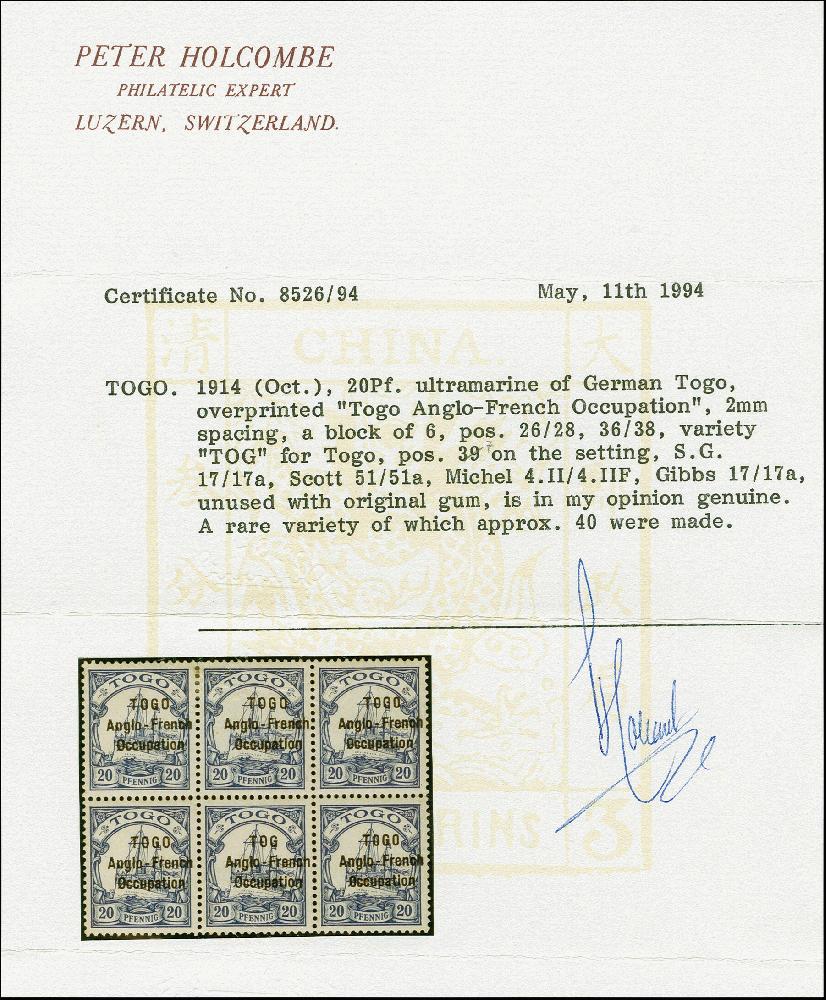 PETER HOLCOMBE
PHILATELIC EXPERT
LUZERN, SWITZERLAND.
Certificate No. 8526/94 May, 11th 1994
CHINA.
清
大
TOGO. 1914 (Oct.), 20Pf. ultramarine of German Togo,
overprinted "Togo Anglo-French Occupation", 2mm
spacing, a block of 6, pos. 26/28, 36/38, variety
"TOG" for Togo, pos. 39 7 on the setting, S.G.
17/17a, Scott 51/51a, Michel 4.II/4.IIF, Gibbs 17/17a,
unused with original gum, is in my opinion genuine.
A rare variety of which approx. 40 were made.
分
TOGO TOGO TOGO
TOGO TOGO TOGO
Anglo-French Anglo-French Anglo-French
Occupation Occupation Occupation
20 PFENNIG 20 20 PFENNIG 20 20 PFENNIG 20
TOGO TOGO TOGO
TOGO TOG TOGO
Anglo-French Anglo-French Anglo-French
Occupation Occupation Occupation
20 PFENNIG 20 20 PFENNIG 20 20 PFENNIG 20
3